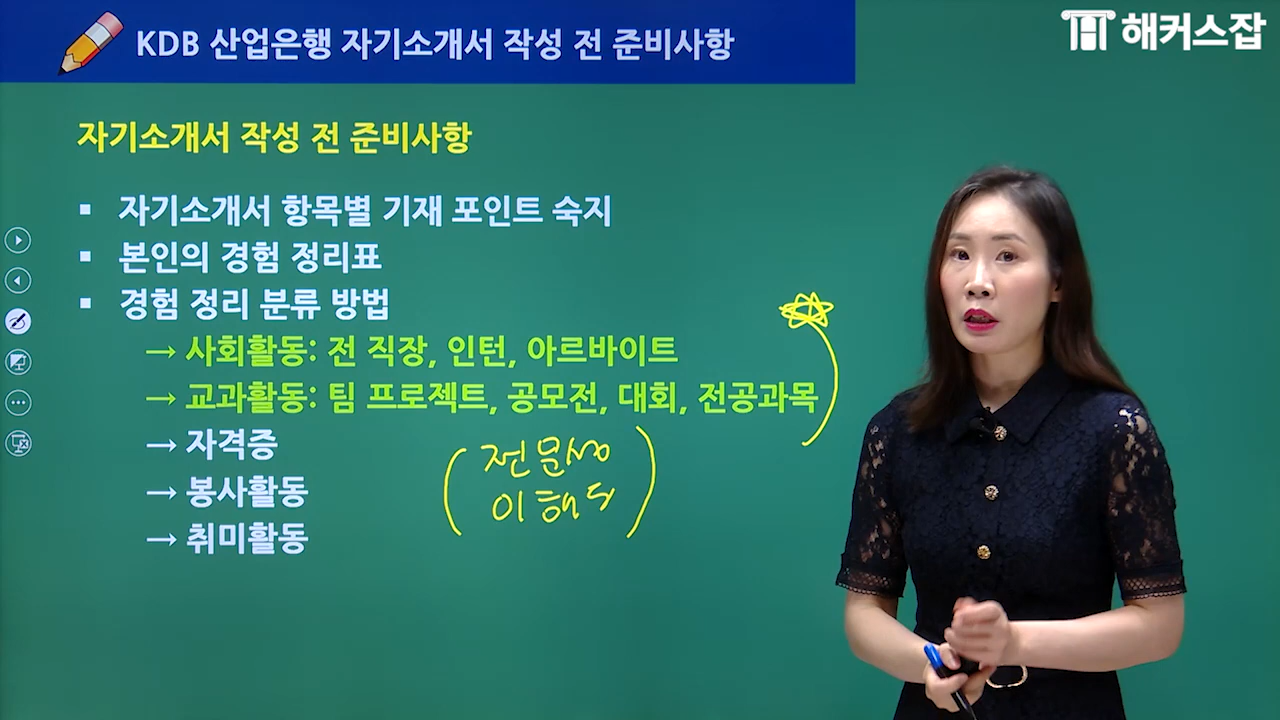 KDB 산업은행 자기소개서 작성 전 준비사항
해커스잡
자기소개서 작성 전 준비사항
▪ 자기소개서 항목별 기재 포인트 숙지
▪ 본인의 경험 정리표
▪ 경험 정리 분류 방법
→ 사회활동: 전 직장, 인턴, 아르바이트
→ 교과활동: 팀 프로젝트, 공모전, 대회, 전공과목
→ 자격증
→ 봉사활동
→ 취미활동
(전문성
이해도)